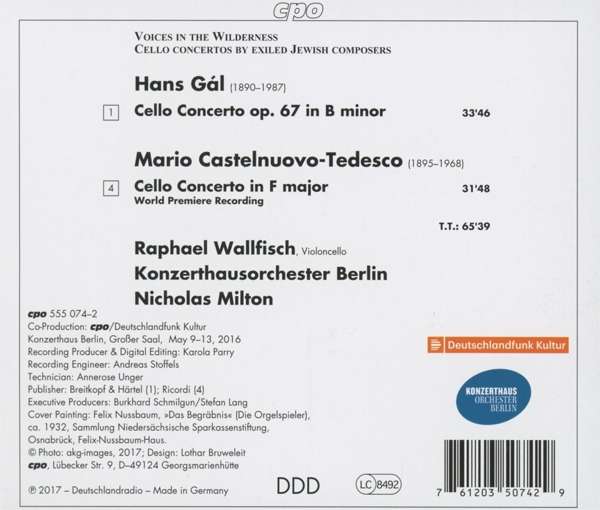 cpo
VOICES IN THE WILDERNESS
CELLO CONCERTOS BY EXILED JEWISH COMPOSERS
Hans Gál (1890–1987)
1 Cello Concerto op. 67 in B minor 33'46
Mario Castelnuovo-Tedesco (1895–1968)
4 Cello Concerto in F major 31'48
World Premiere Recording
T.T.: 65'39
Raphael Wallfisch, Violoncello
Konzerthausorchester Berlin
Nicholas Milton
cpo 555 074–2
Co-Production: cpo/Deutschlandfunk Kultur
Konzerthaus Berlin, Großer Saal, May 9–13, 2016
Recording Producer & Digital Editing: Karola Parry
Recording Engineer: Andreas Stoffels
Technician: Annerose Unger
Publisher: Breitkopf & Härtel (1); Ricordi (4)
Executive Producers: Burkhard Schmilgun/Stefan Lang
Cover Painting: Felix Nussbaum, »Das Begräbnis« (Die Orgelspieler),
ca. 1932, Sammlung Niedersächsische Sparkassenstiftung,
Osnabrück, Felix-Nussbaum-Haus.
© Photo: akg-images, 2017; Design: Lothar Bruweleit
cpo, Lübecker Str. 9, D–49124 Georgsmarienhütte
℗ 2017 – Deutschlandradio – Made in Germany
Deutschlandfunk Kultur
KONZERTHAUS
ORCHESTER
BERLIN
DDD
LC 8492
7 61203 50742 9